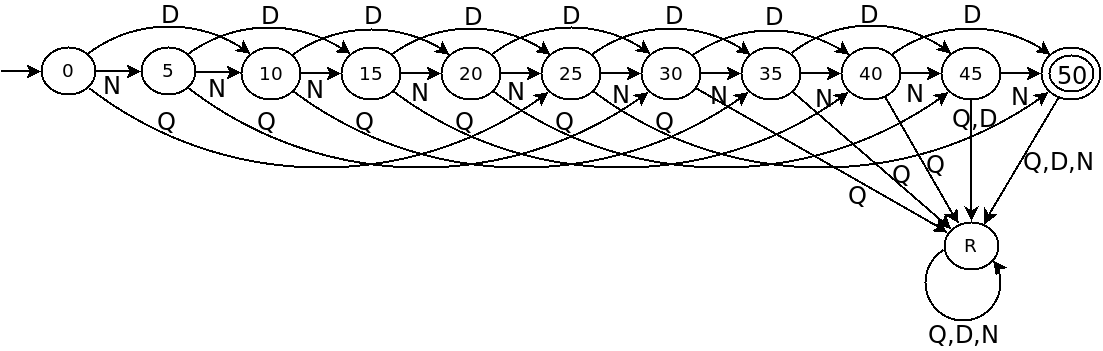 D D D D D D D D D
0 5 10 15 20 25 30 35 40 45 50
N N N N N N N N N N
Q Q Q Q Q Q Q,D
Q Q Q Q,D,N
R
Q,D,N